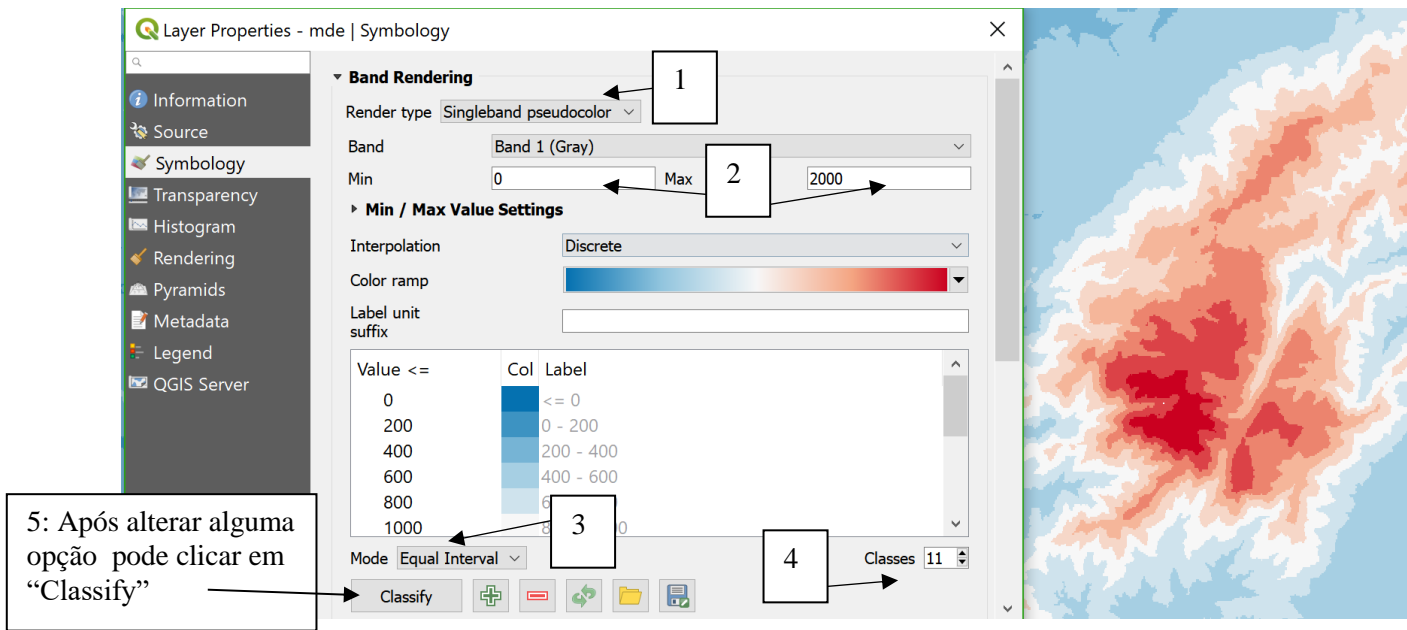 Layer Properties - mde | Symbology
Information
Source
Symbology
Transparency
Histogram
Rendering
Pyramids
Metadata
Legend
QGIS Server
Band Rendering
1
Render type Singleband pseudocolor
Band Band 1 (Gray)
Min 0 Max 2000
2
Min / Max Value Settings
Interpolation Discrete
Color ramp
Label unit
suffix
Value <= Col Label
0 <= 0
200 0 - 200
400 200 - 400
600 400 - 600
800
1000
3
Mode Equal Interval
4
Classes 11
Classify
5: Após alterar alguma
opção pode clicar em
“Classify”